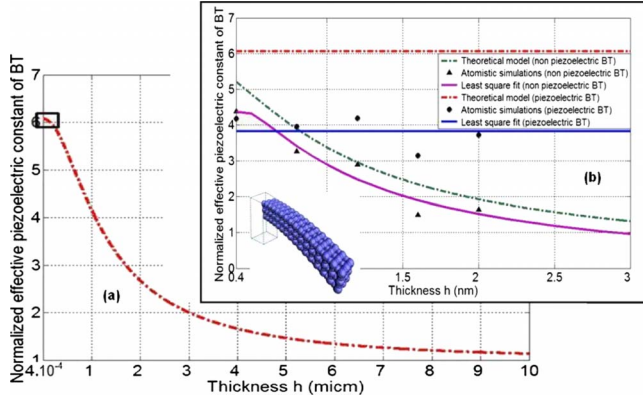 Normalized effective piezoelectric constant of BT
7
6
5
4
3
2
1
(a)
4.10⁻⁴
1
2
3
4
5
6
7
8
9
10
Thickness h (micm)
Normalized effective piezoelectric constant of BT
7
6
5
4
3
2
1
0
Theoretical model (non piezoelectric BT)
Atomistic simulations (non piezoelectric BT)
Least square fit (non piezoelectric BT)
Theoretical model (piezoelectric BT)
Atomistic simulations (piezoelectric BT)
Least square fit (piezoelectric BT)
(b)
0.4
1.5
2
3
Thickness h (nm)